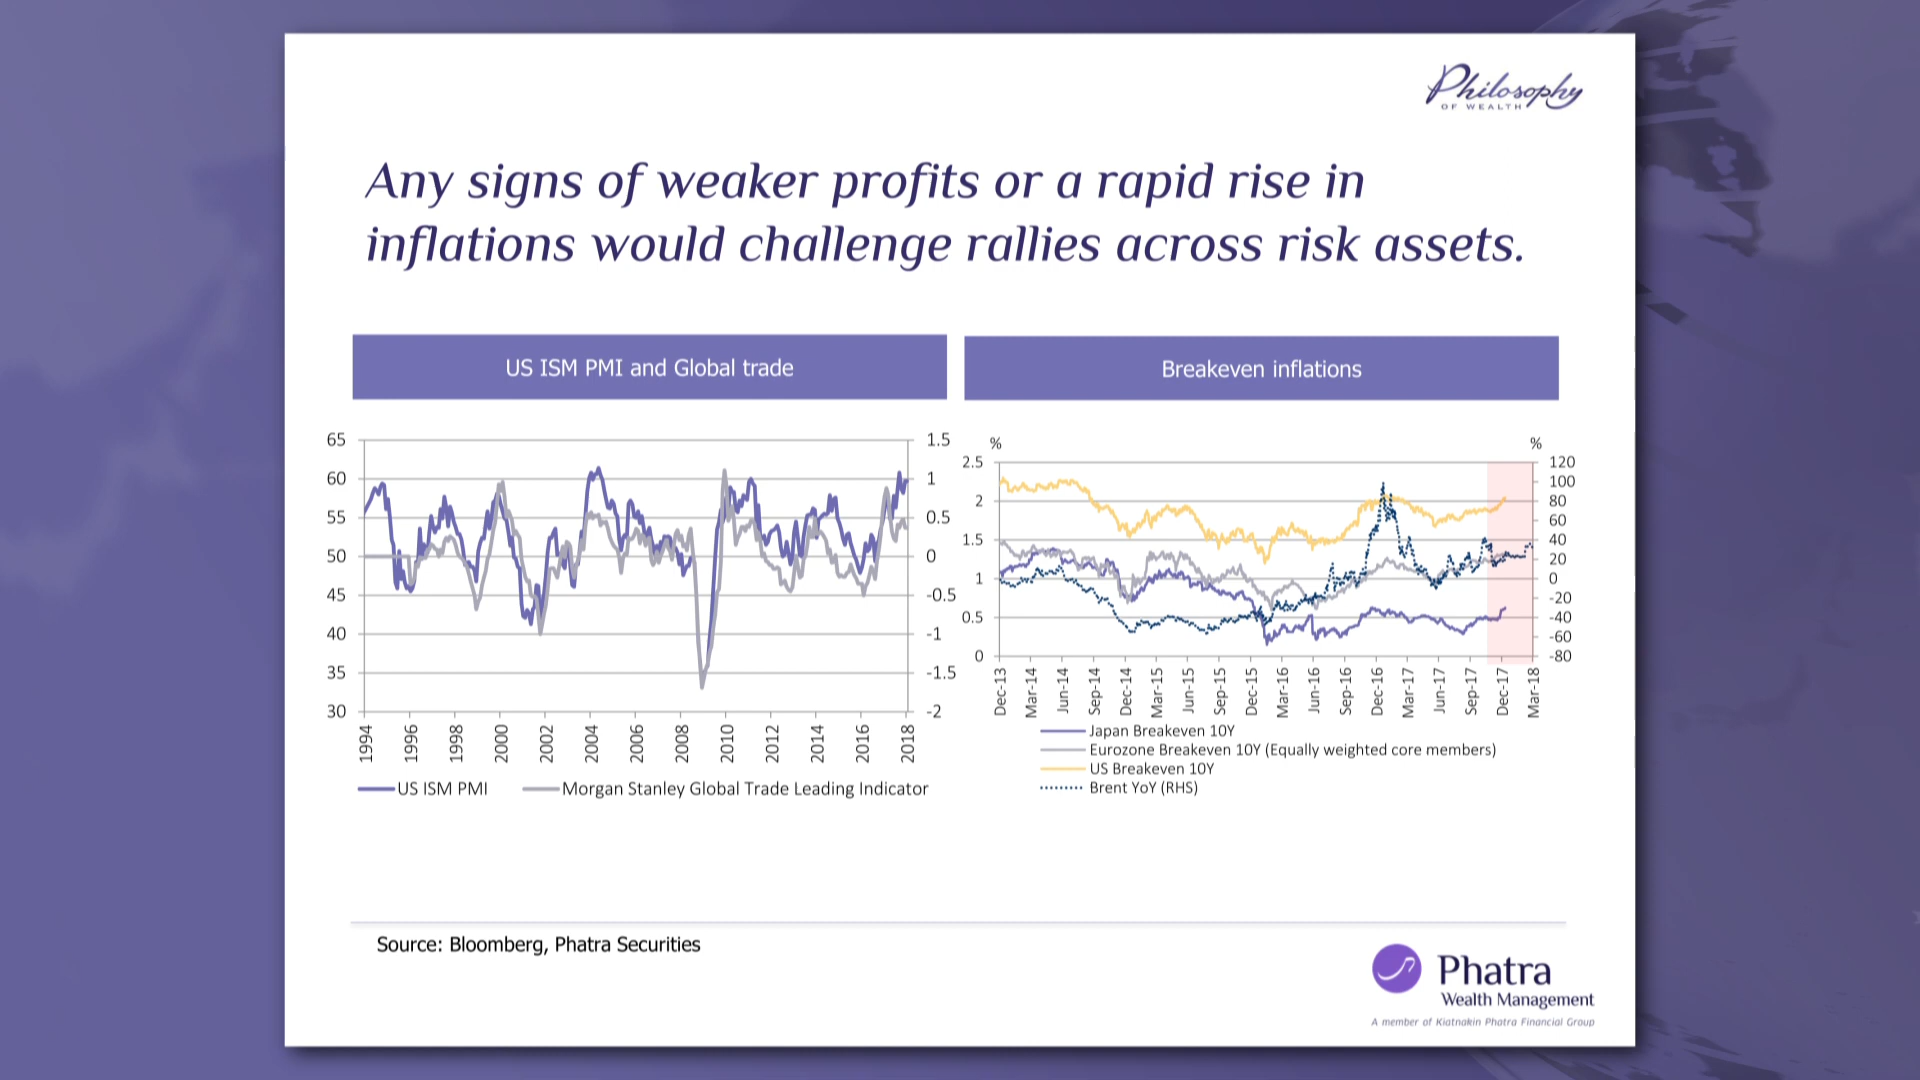 Philosophy
OF WEALTH
Any signs of weaker profits or a rapid rise in
inflations would challenge rallies across risk assets.
US ISM PMI and Global trade
65
60
55
50
45
40
35
30
1.5
1
0.5
0
-0.5
-1
-1.5
-2
1994
1996
1998
2000
2002
2004
2006
2008
2010
2012
2014
2016
2018
US ISM PMI
Morgan Stanley Global Trade Leading Indicator
Breakeven inflations
%
%
2.5
2
1.5
1
0.5
0
120
100
80
60
40
20
0
-20
-40
-60
-80
Dec-13
Mar-14
Jun-14
Sep-14
Dec-14
Mar-15
Jun-15
Sep-15
Dec-15
Mar-16
Jun-16
Sep-16
Dec-16
Mar-17
Jun-17
Sep-17
Dec-17
Mar-18
Japan Breakeven 10Y
Eurozone Breakeven 10Y (Equally weighted core members)
US Breakeven 10Y
Brent YoY (RHS)
Source: Bloomberg, Phatra Securities
Phatra
Wealth Management
A member of Kiatnakin Phatra Financial Group